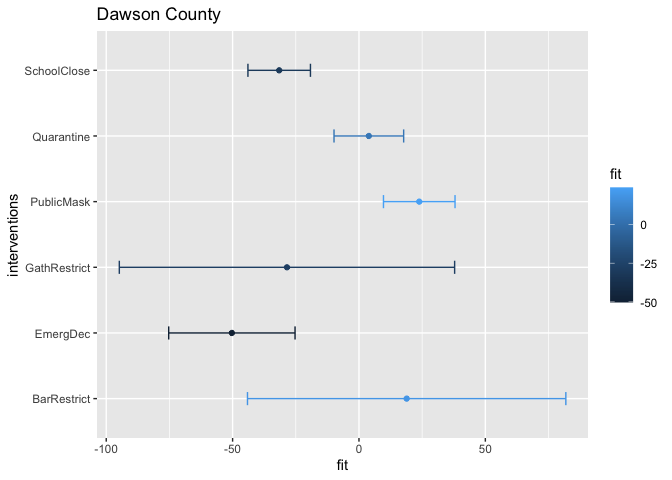 Dawson County
SchoolClose
Quarantine
PublicMask
GathRestrict
EmergDec
BarRestrict
interventions
-100
-50
0
50
fit
fit
0
-25
-50